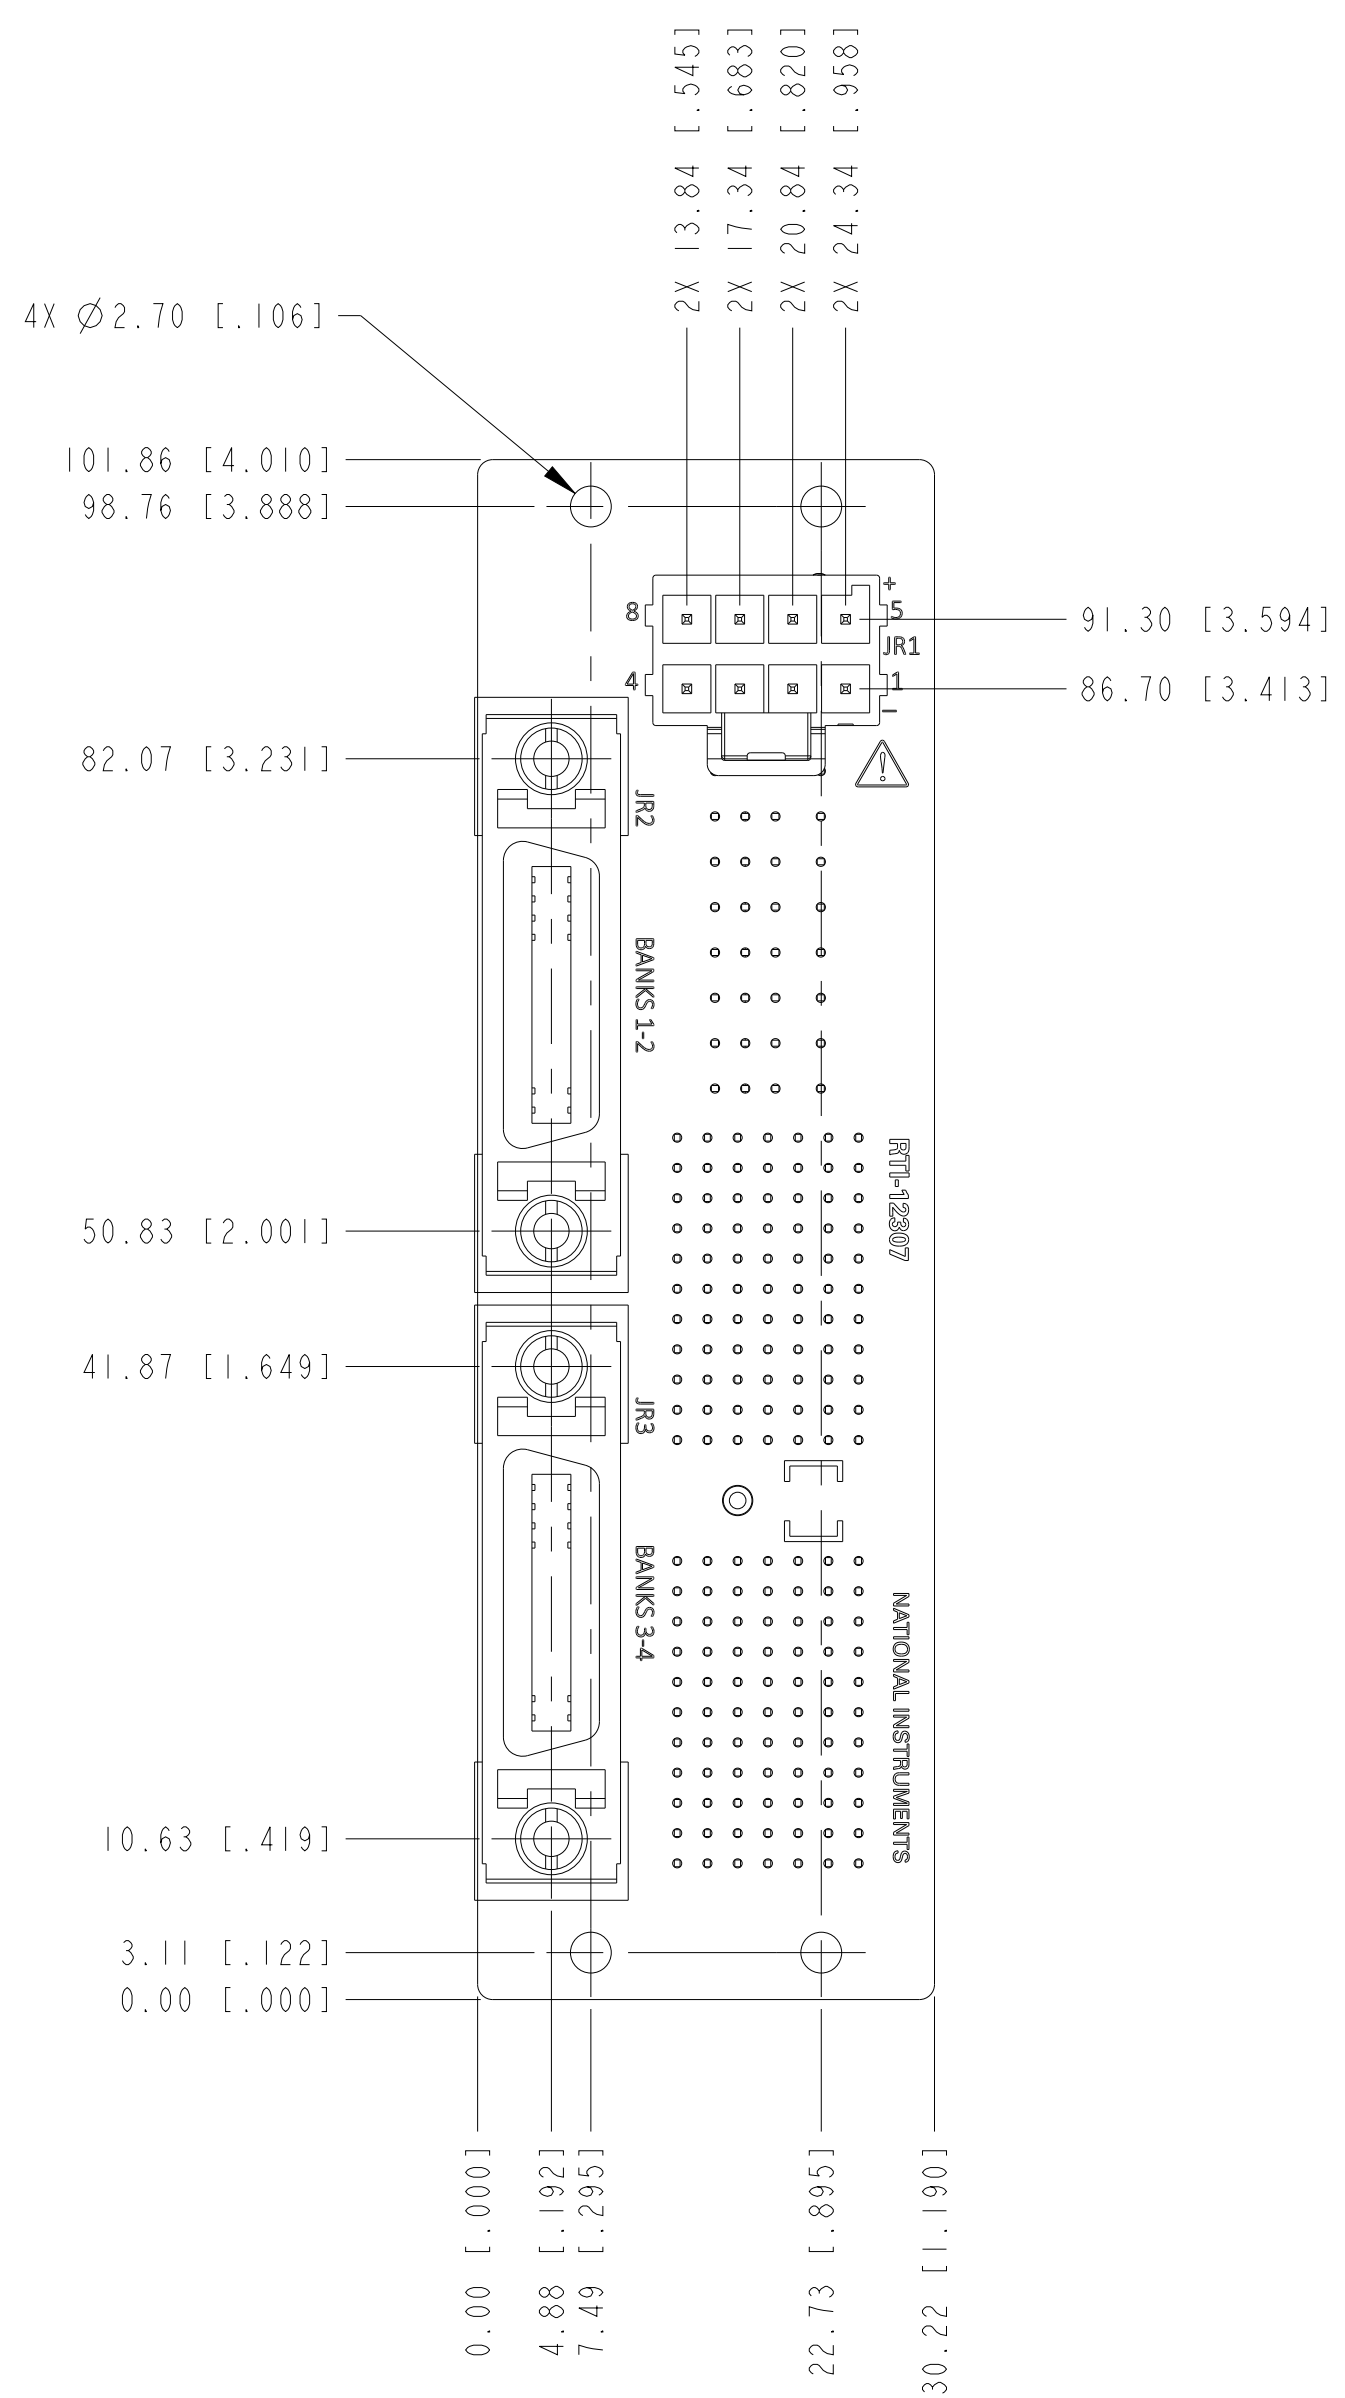 2X 13.84 [.545]
2X 17.34 [.683]
2X 20.84 [.820]
2X 24.34 [.958]
4X ⌀2.70 [.106]
101.86 [4.010]
98.76 [3.888]
+
8
5
91.30 [3.594]
JR1
4
1
86.70 [3.413]
–
82.07 [3.231]
!
JR2
BANKS 1-2
RTI-12307
50.83 [2.001]
41.87 [1.649]
JR3
BANKS 3-4
NATIONAL INSTRUMENTS
10.63 [.419]
3.11 [.122]
0.00 [.000]
0.00 [.000]
4.88 [.192]
7.49 [.295]
22.73 [.895]
30.22 [1.190]